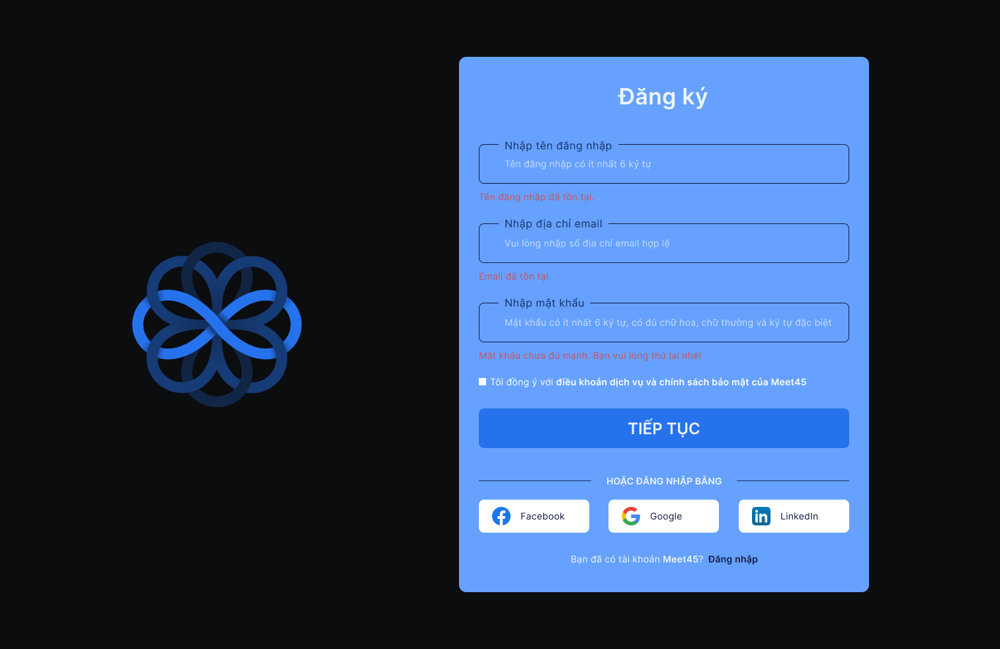 Đăng ký
Nhập tên đăng nhập
Tên đăng nhập có ít nhất 6 ký tự
Tên đăng nhập đã tồn tại.
Nhập địa chỉ email
Vui lòng nhập số địa chỉ email hợp lệ
Email đã tồn tại.
Nhập mật khẩu
Mật khẩu có ít nhất 6 ký tự, có đủ chữ hoa, chữ thường và ký tự đặc biệt
Mật khẩu chưa đủ mạnh. Bạn vui lòng thử lại nhé!
Tôi đồng ý với điều khoản dịch vụ và chính sách bảo mật của Meet45
TIẾP TỤC
HOẶC ĐĂNG NHẬP BẰNG
Facebook
Google
LinkedIn
Bạn đã có tài khoản Meet45? Đăng nhập